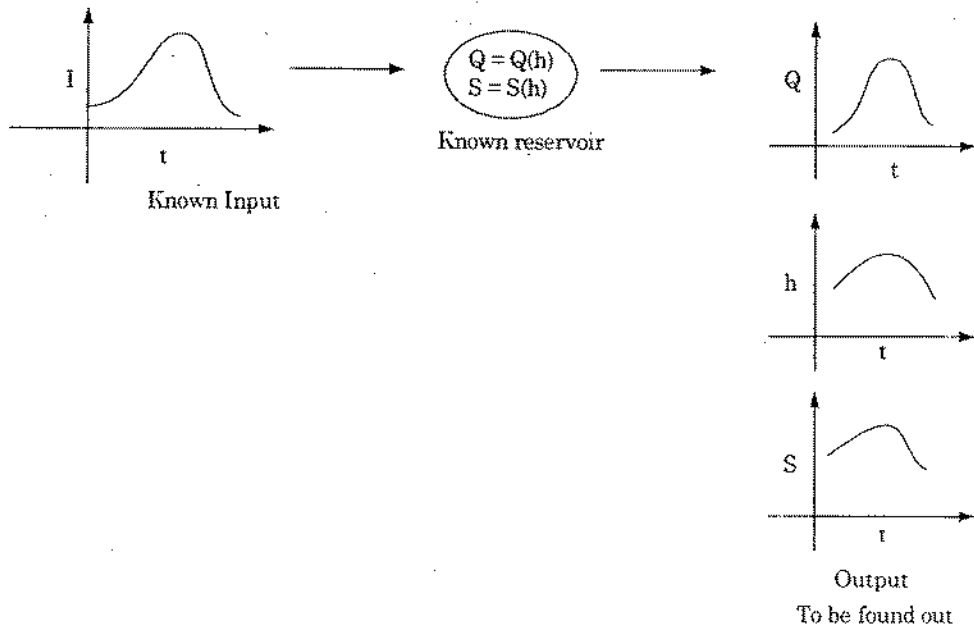 I
t
Known Input
Q = Q(h)
S = S(h)
Known reservoir
Q
t
h
t
S
t
Output
To be found out